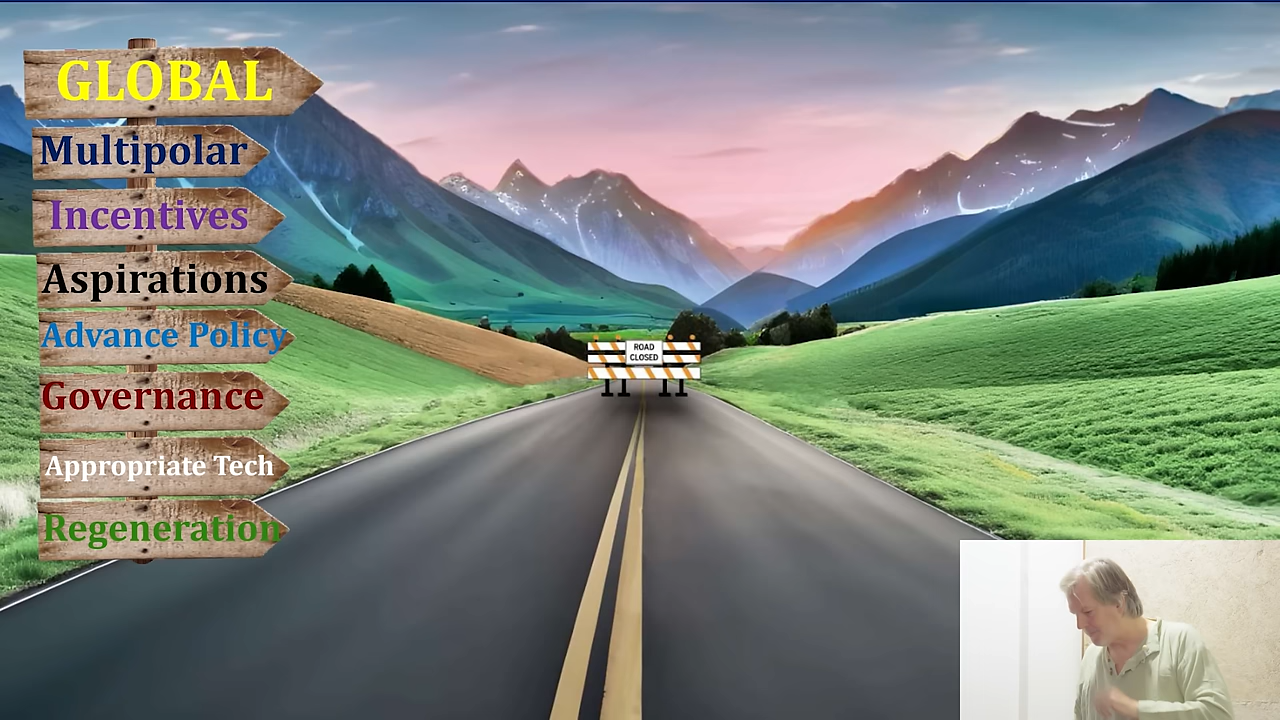 GLOBAL
Multipolar
Incentives
Aspirations
Advance Policy
Governance
Appropriate Tech
Regeneration
ROAD
CLOSED